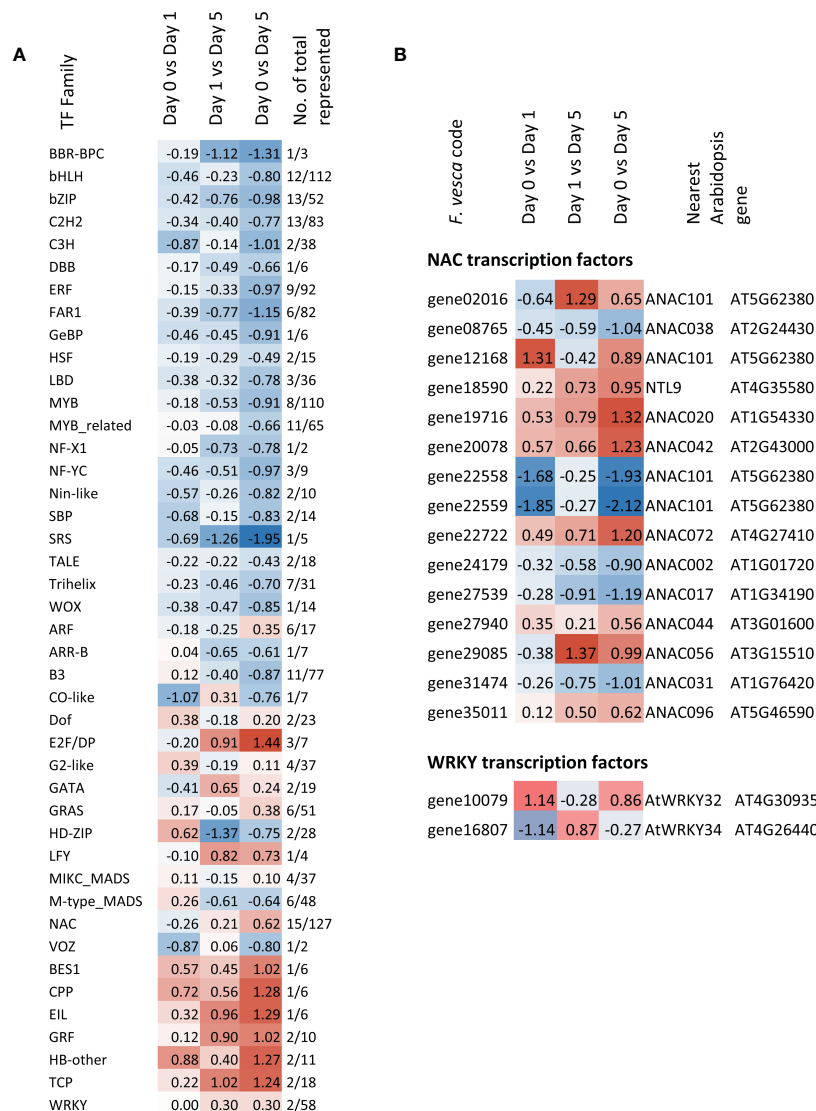 A
TF Family
Day 0 vs Day 1
Day 1 vs Day 5
Day 0 vs Day 5
No. of total
represented
BBR-BPC -0.19 -1.12 -1.31 1/3
bHLH -0.46 -0.23 -0.80 12/112
bZIP -0.42 -0.76 -0.98 13/52
C2H2 -0.34 -0.40 -0.77 13/83
C3H -0.87 -0.14 -1.01 2/38
DBB -0.17 -0.49 -0.66 1/6
ERF -0.15 -0.33 -0.97 9/92
FAR1 -0.39 -0.77 -1.15 6/82
GeBP -0.46 -0.45 -0.91 1/6
HSF -0.19 -0.29 -0.49 2/15
LBD -0.38 -0.32 -0.78 3/36
MYB -0.18 -0.53 -0.91 8/110
MYB_related -0.03 -0.08 -0.66 11/65
NF-X1 -0.05 -0.73 -0.78 1/2
NF-YC -0.46 -0.51 -0.97 3/9
Nin-like -0.57 -0.26 -0.82 2/10
SBP -0.68 -0.15 -0.83 2/14
SRS -0.69 -1.26 -1.95 1/5
TALE -0.22 -0.22 -0.43 2/18
Trihelix -0.23 -0.46 -0.70 7/31
WOX -0.38 -0.47 -0.85 1/14
ARF -0.18 -0.25 0.35 6/17
ARR-B 0.04 -0.65 -0.61 1/7
B3 0.12 -0.40 -0.87 11/77
CO-like -1.07 0.31 -0.76 1/7
Dof 0.38 -0.18 0.20 2/23
E2F/DP -0.20 0.91 1.44 3/7
G2-like 0.39 -0.19 0.11 4/37
GATA -0.41 0.65 0.24 2/19
GRAS 0.17 -0.05 0.38 6/51
HD-ZIP 0.62 -1.37 -0.75 2/28
LFY -0.10 0.82 0.73 1/4
MIKC_MADS 0.11 -0.15 0.10 4/37
M-type_MADS 0.26 -0.61 -0.64 6/48
NAC -0.26 0.21 0.62 15/127
VOZ -0.87 0.06 -0.80 1/2
BES1 0.57 0.45 1.02 1/6
CPP 0.72 0.56 1.28 1/6
EIL 0.32 0.96 1.29 1/6
GRF 0.12 0.90 1.02 2/10
HB-other 0.88 0.40 1.27 2/11
TCP 0.22 1.02 1.24 2/18
WRKY 0.00 0.30 0.30 2/58
B
F. vesca code
Day 0 vs Day 1
Day 1 vs Day 5
Day 0 vs Day 5
Nearest
Arabidopsis
gene
NAC transcription factors
gene02016 -0.64 1.29 0.65 ANAC101 AT5G62380
gene08765 -0.45 -0.59 -1.04 ANAC038 AT2G24430
gene12168 1.31 -0.42 0.89 ANAC101 AT5G62380
gene18590 0.22 0.73 0.95 NTL9 AT4G35580
gene19716 0.53 0.79 1.32 ANAC020 AT1G54330
gene20078 0.57 0.66 1.23 ANAC042 AT2G43000
gene22558 -1.68 -0.25 -1.93 ANAC101 AT5G62380
gene22559 -1.85 -0.27 -2.12 ANAC101 AT5G62380
gene22722 0.49 0.71 1.20 ANAC072 AT4G27410
gene24179 -0.32 -0.58 -0.90 ANAC002 AT1G01720
gene27539 -0.28 -0.91 -1.19 ANAC017 AT1G34190
gene27940 0.35 0.21 0.56 ANAC044 AT3G01600
gene29085 -0.38 1.37 0.99 ANAC056 AT3G15510
gene31474 -0.26 -0.75 -1.01 ANAC031 AT1G76420
gene35011 0.12 0.50 0.62 ANAC096 AT5G46590
WRKY transcription factors
gene10079 1.14 -0.28 0.86 AtWRKY32 AT4G30935
gene16807 -1.14 0.87 -0.27 AtWRKY34 AT4G26440